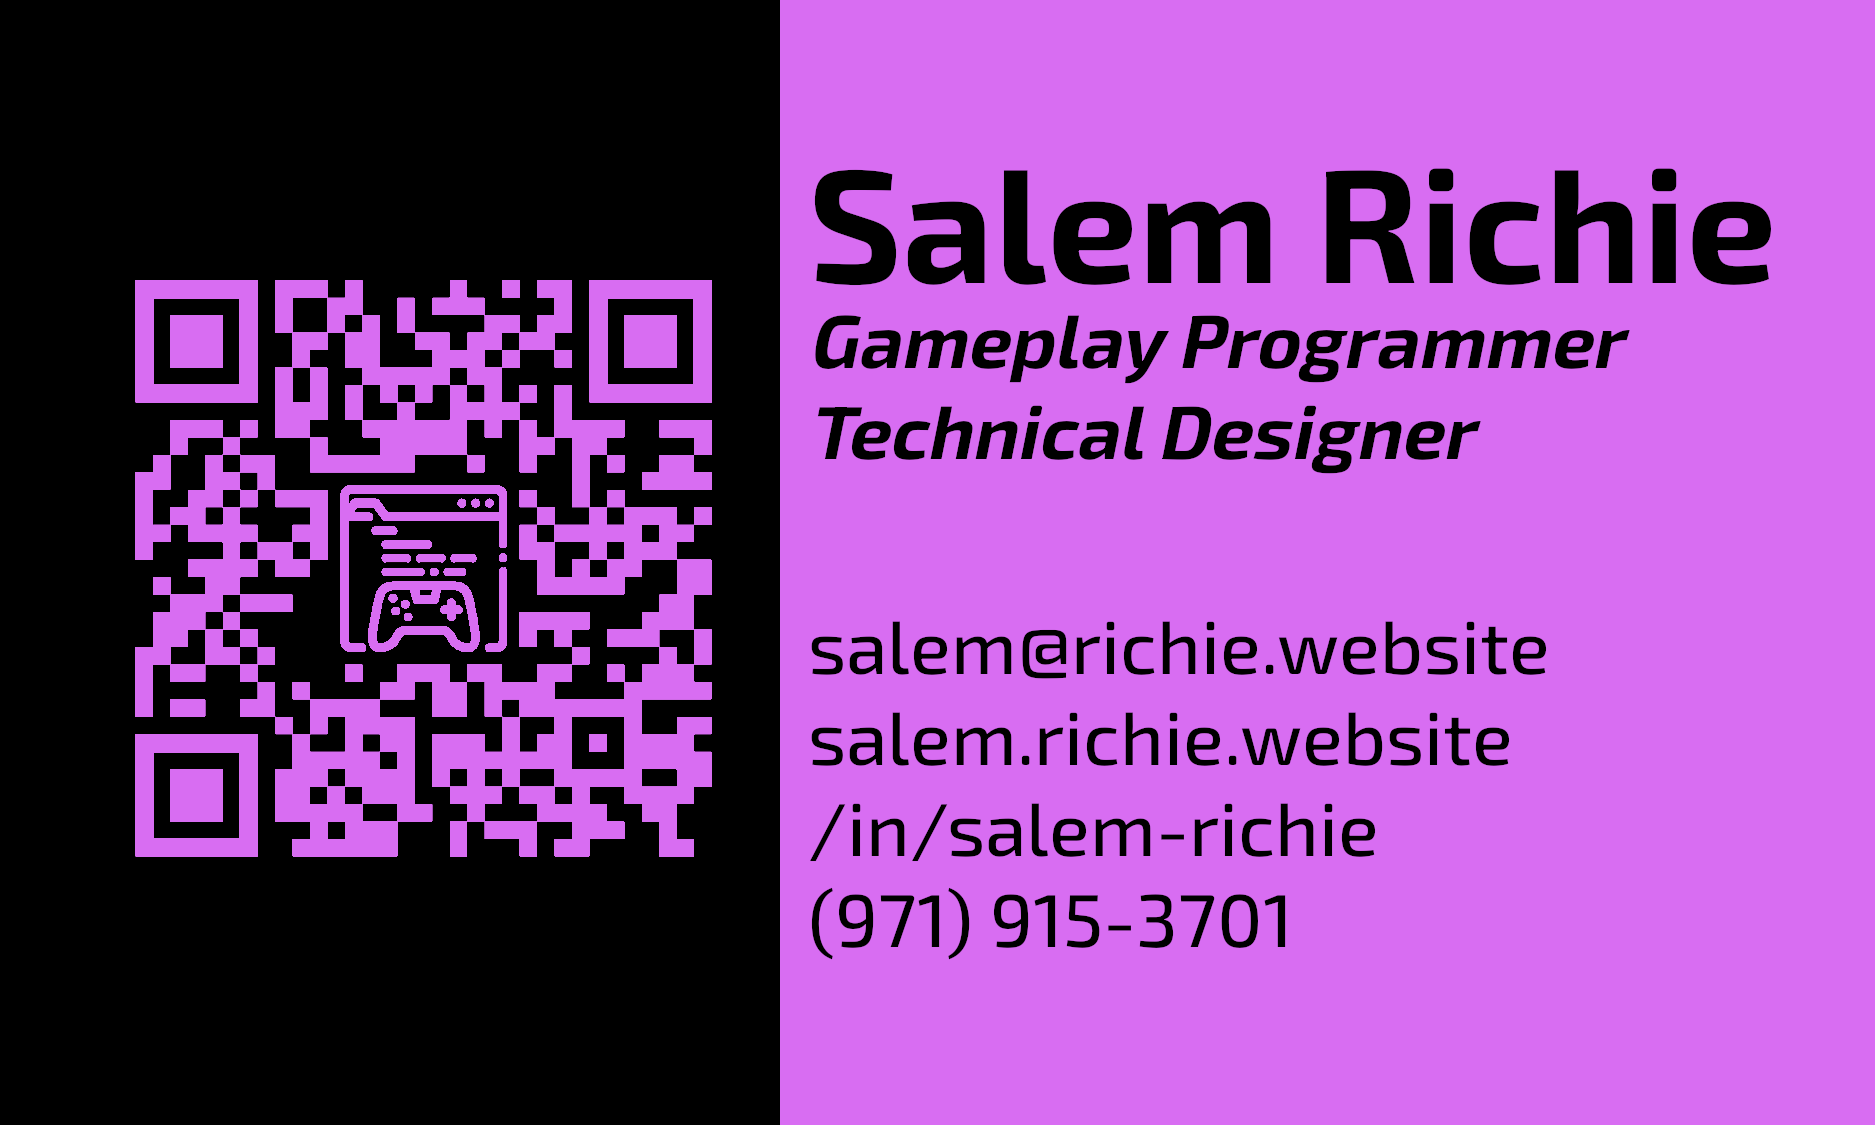 Salem Richie
Gameplay Programmer
Technical Designer
salem@richie.website
salem.richie.website
/in/salem-richie
(971) 915-3701